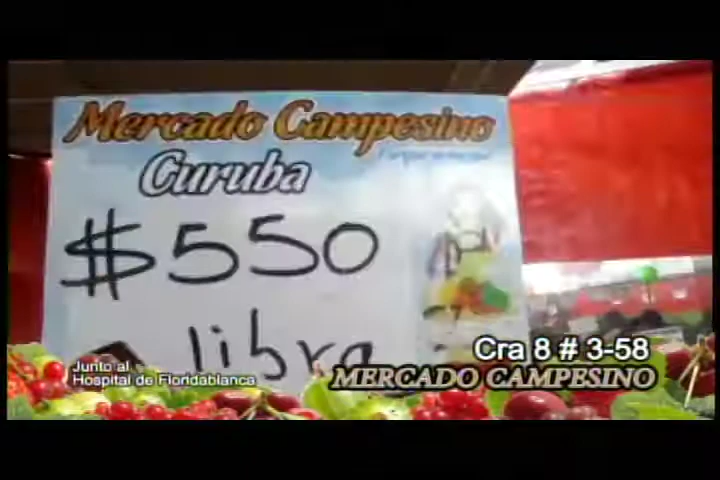 Mercado Campesino
Curuba
$550
libra
Cra 8 # 3-58
Junto al
Hospital de Floridablanca
MERCADO CAMPESINO